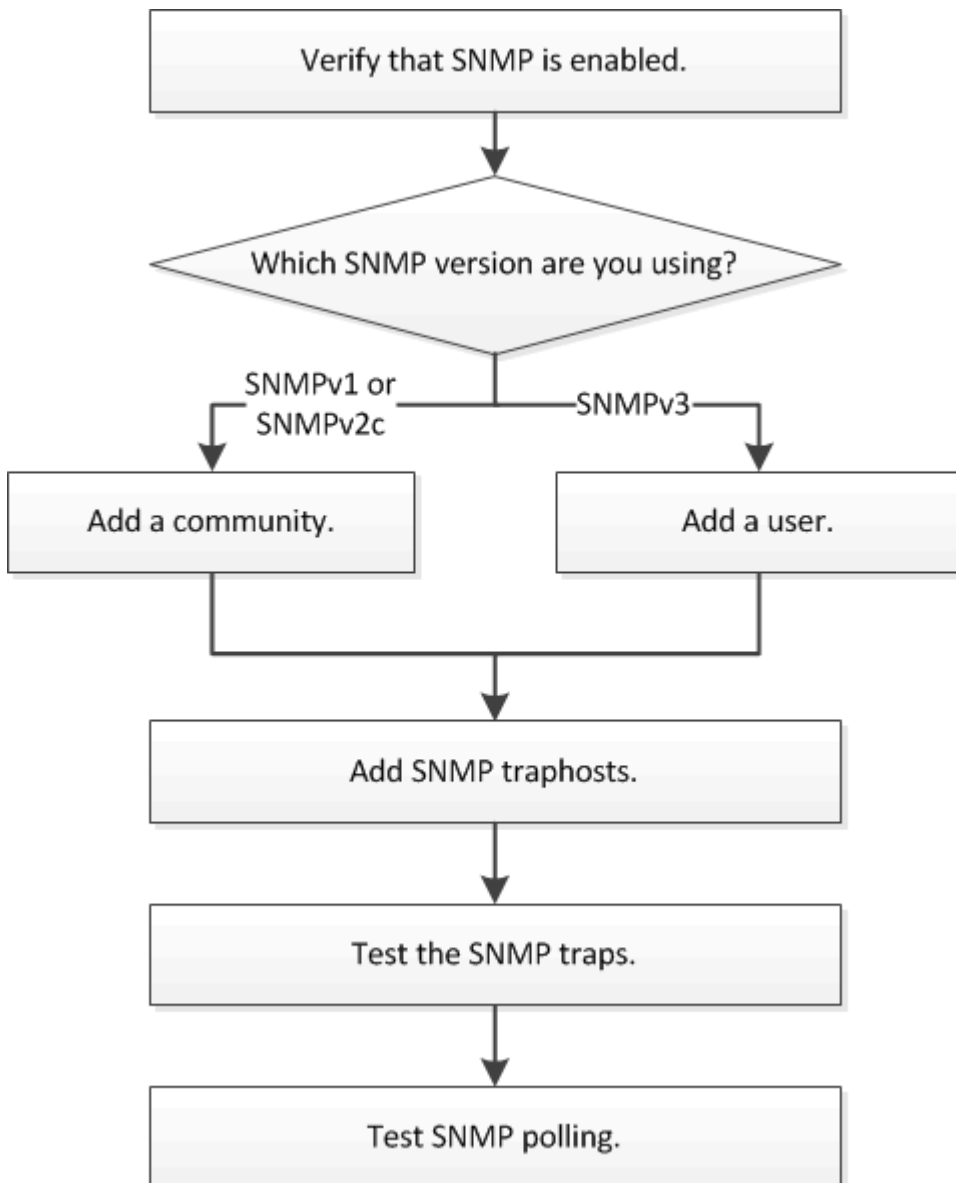 Verify that SNMP is enabled.
Which SNMP version are you using?
SNMPv1 or
SNMPv2c
SNMPv3
Add a community.
Add a user.
Add SNMP traphosts.
Test the SNMP traps.
Test SNMP polling.